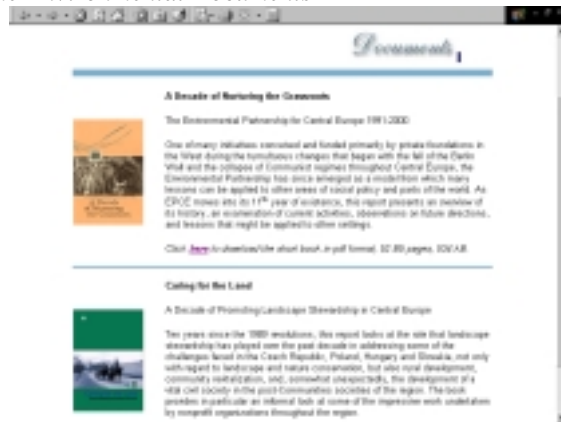 Documents
A Decade of Nurturing the Grassroots
The Environmental Partnership for Central Europe 1991-2000
One of many initiatives conceived and funded primarily by private foundations in
the West during the tumultuous changes that began with the fall of the Berlin
Wall and the collapse of Communist regimes throughout Central Europe, the
Environmental Partnership has since emerged as a model from which many
lessons can be applied to other areas of social policy and parts of the world. As
EPCE moves into its 11th year of existence, this report presents an overview of
its history, an examination of current activities, observations on future directions,
and lessons that might be applied to other settings.
Click here to download the short book in pdf format, pages,
Caring for the Land
A Decade of Promoting Landscape Stewardship in Central Europe
Ten years since the 1989 revolutions, this report looks at the role that landscape
stewardship has played over the past decade in addressing some of the
challenges faced in the Czech Republic, Poland, Hungary and Slovakia, not only
with regard to landscape and nature conservation, but also rural development,
community revitalization, and, somewhat unexpectedly, the development of a
vital civil society in the post-Communities societies of the region. The book
provides in particular an informal look at some of the impressive work undertaken
by nonprofit organizations throughout the region.